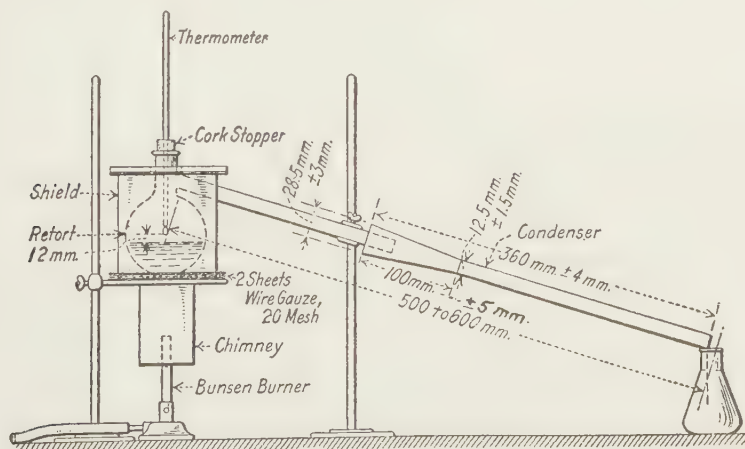 Thermometer
Cork Stopper
Shield
Retort
12 mm.
28.5 mm.
±3 mm.
12.5 mm.
±1.5 mm.
Condenser
360 mm. ±4 mm.
100 mm.
±5 mm.
500 to 600 mm.
2 Sheets
Wire Gauze,
20 Mesh
Chimney
Bunsen Burner